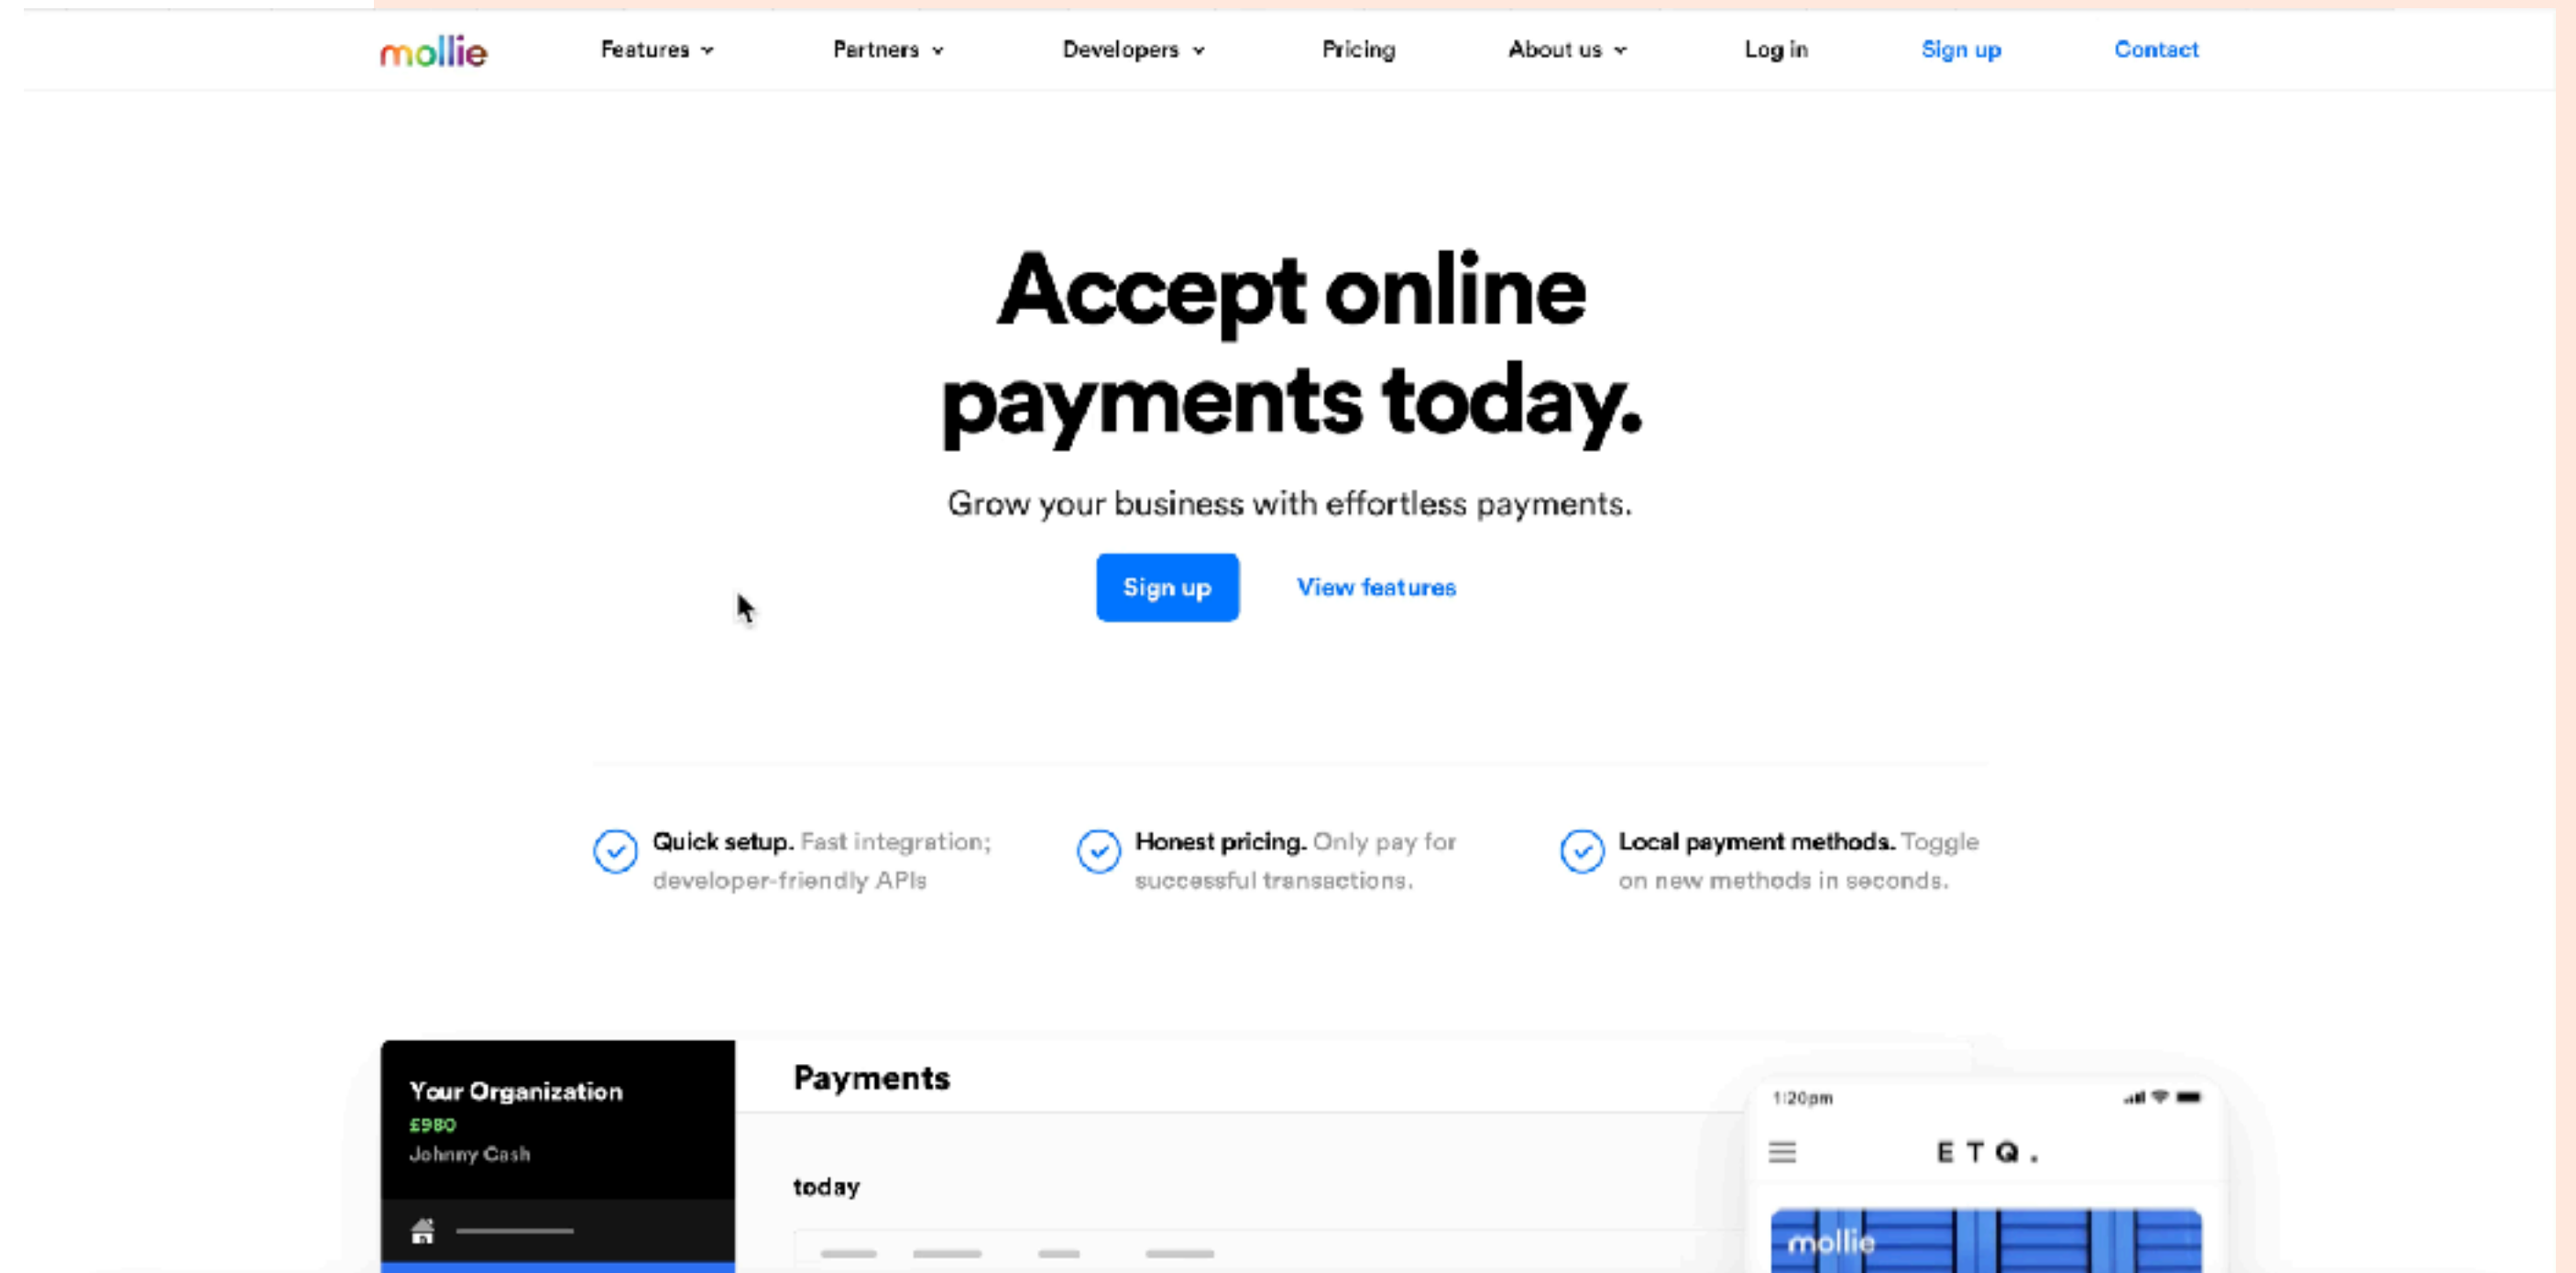 mollie Features Partners Developers Pricing About us Log in Sign up Contact
Accept online
payments today.
Grow your business with effortless payments.
Sign up View features
Quick setup. Fast integration;
developer-friendly APIs
Honest pricing. Only pay for
successful transactions.
Local payment methods. Toggle
on new methods in seconds.
Your Organization
£980
Johnny Cash
Payments
today
1:20pm
ETQ.
mollie